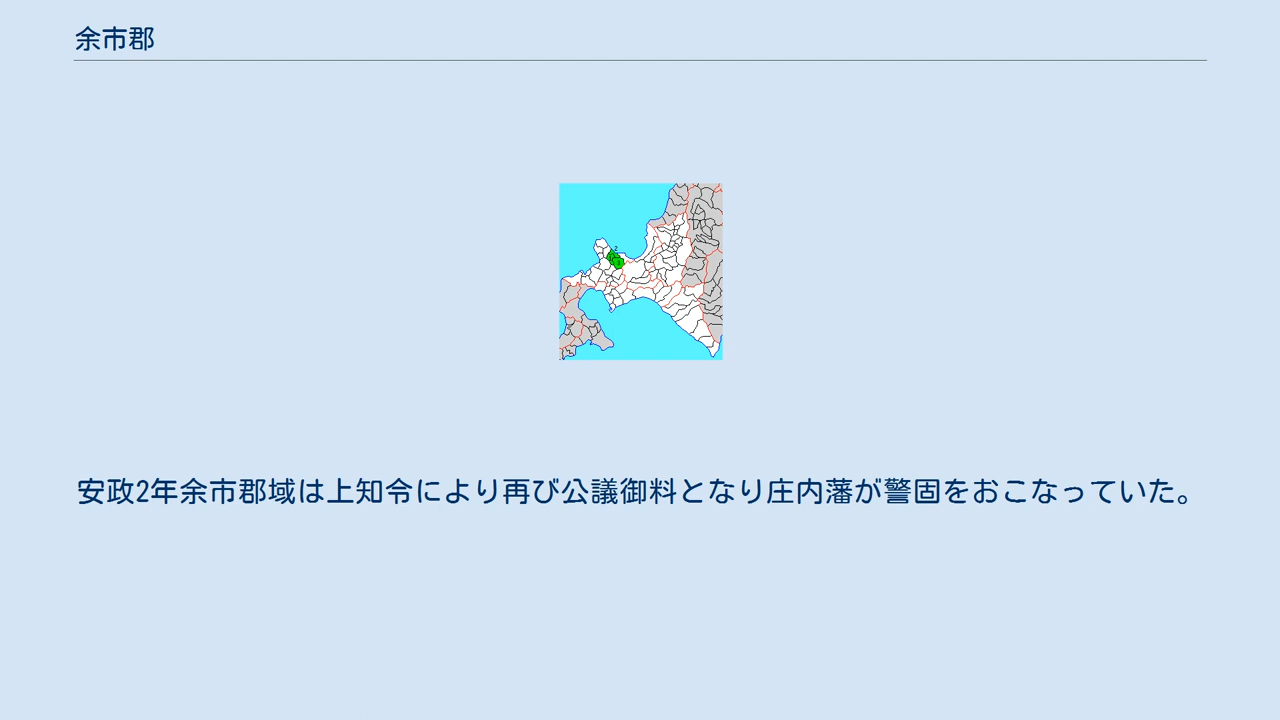 余市郡
2
安政2年余市郡域は上知令により再び公議御料となり庄内藩が警固をおこなっていた。